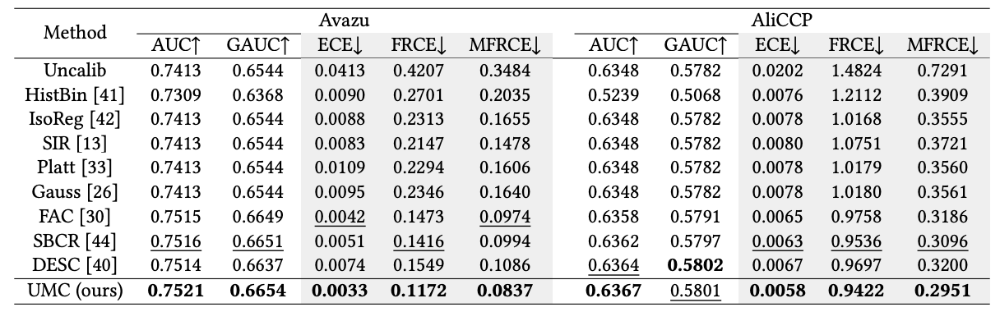 Method Avazu AliCCP
AUC↑ GAUC↑ ECE↓ FRCE↓ MFRCE↓ AUC↑ GAUC↑ ECE↓ FRCE↓ MFRCE↓
Uncalib 0.7413 0.6544 0.0413 0.4207 0.3484 0.6348 0.5782 0.0202 1.4824 0.7291
HistBin [41] 0.7309 0.6368 0.0090 0.2701 0.2035 0.5239 0.5068 0.0076 1.2112 0.3909
IsoReg [42] 0.7413 0.6544 0.0088 0.2313 0.1655 0.6348 0.5782 0.0078 1.0168 0.3555
SIR [13] 0.7413 0.6544 0.0083 0.2147 0.1478 0.6348 0.5782 0.0080 1.0751 0.3721
Platt [33] 0.7413 0.6544 0.0109 0.2294 0.1606 0.6348 0.5782 0.0078 1.0179 0.3560
Gauss [26] 0.7413 0.6544 0.0095 0.2346 0.1640 0.6348 0.5782 0.0078 1.0180 0.3561
FAC [30] 0.7515 0.6649 0.0042 0.1473 0.0974 0.6358 0.5791 0.0065 0.9758 0.3186
SBCR [44] 0.7516 0.6651 0.0051 0.1416 0.0994 0.6362 0.5797 0.0063 0.9536 0.3096
DESC [40] 0.7514 0.6637 0.0074 0.1549 0.1086 0.6364 0.5802 0.0067 0.9697 0.3200
UMC (ours) 0.7521 0.6654 0.0033 0.1172 0.0837 0.6367 0.5801 0.0058 0.9422 0.2951